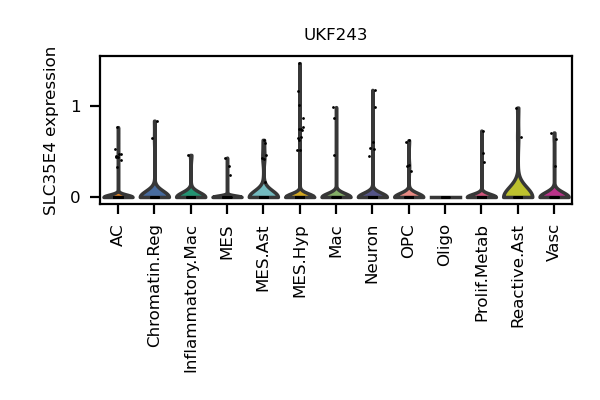 UKF243
SLC35E4 expression
1
0
AC
Chromatin.Reg
Inflammatory.Mac
MES
MES.Ast
MES.Hyp
Mac
Neuron
OPC
Oligo
Prolif.Metab
Reactive.Ast
Vasc